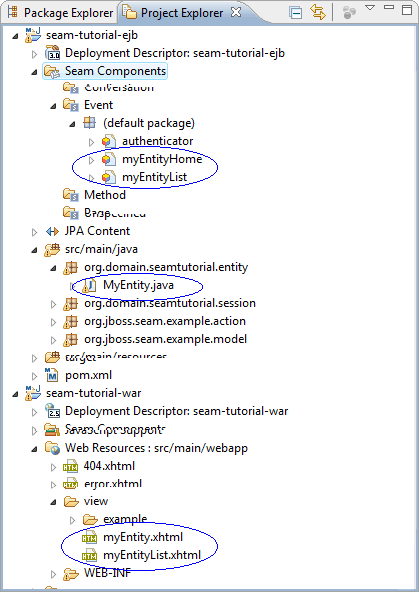 Package Explorer Project Explorer
seam-tutorial-ejb
Deployment Descriptor: seam-tutorial-ejb
Seam Components
Conversation
Event
(default package)
authenticator
myEntityHome
myEntityList
Method
JPA Content
src/main/java
org.domain.seamtutorial.entity
MyEntity.java
org.domain.seamtutorial.session
org.jboss.seam.example.action
org.jboss.seam.example.model
src/main/resources
pom.xml
seam-tutorial-war
Deployment Descriptor: seam-tutorial-war
Web Resources : src/main/webapp
404.xhtml
error.xhtml
view
example
myEntity.xhtml
myEntityList.xhtml
WEB-INF